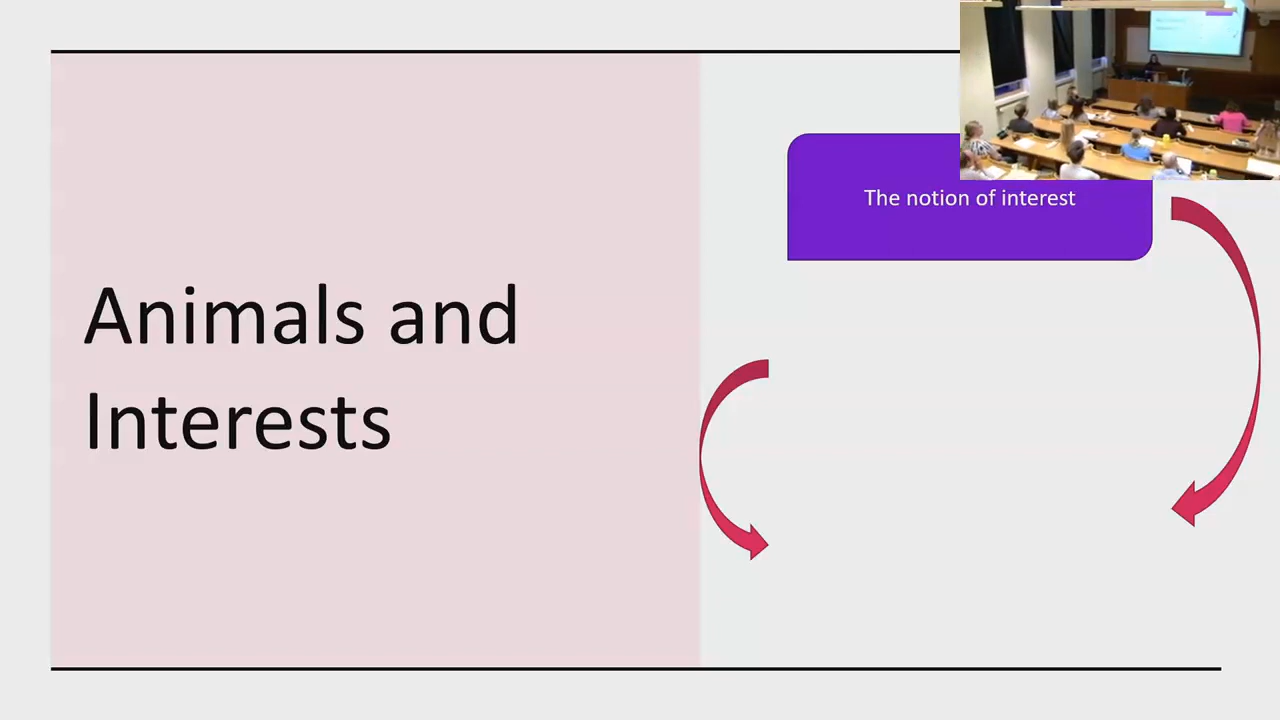 Animals and
Interests
The notion of interest